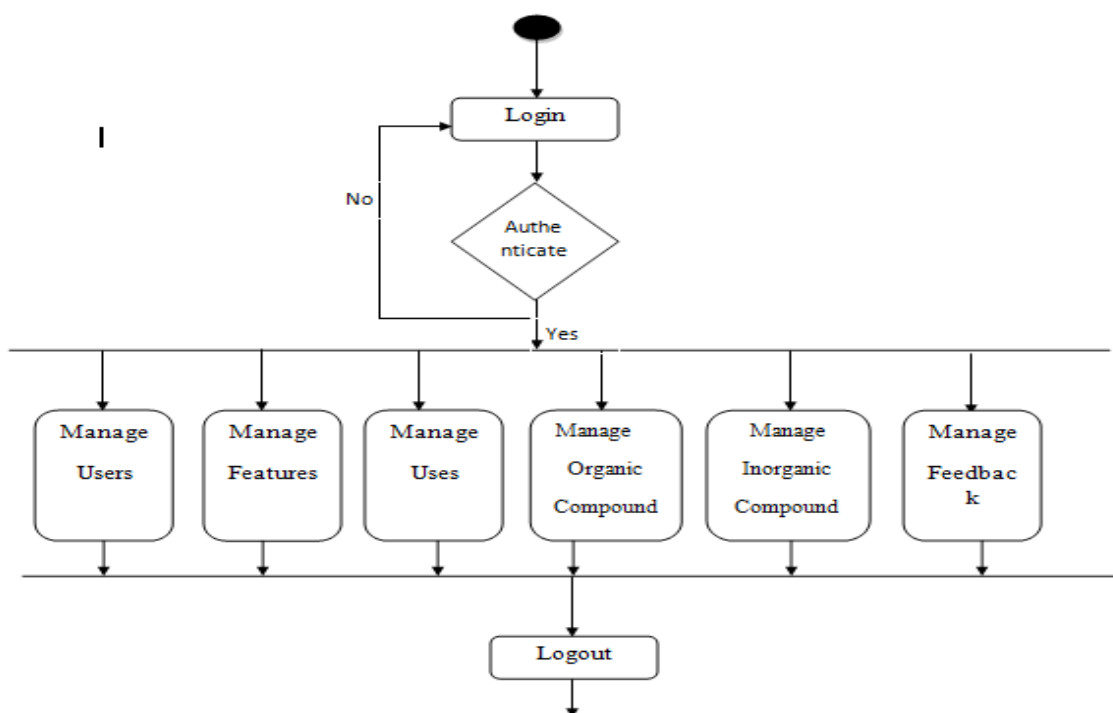 Login
No
Authe
nticate
Yes
Manage
Users
Manage
Features
Manage
Uses
Manage
Organic
Compound
Manage
Inorganic
Compound
Manage
Feedbac
k
Logout